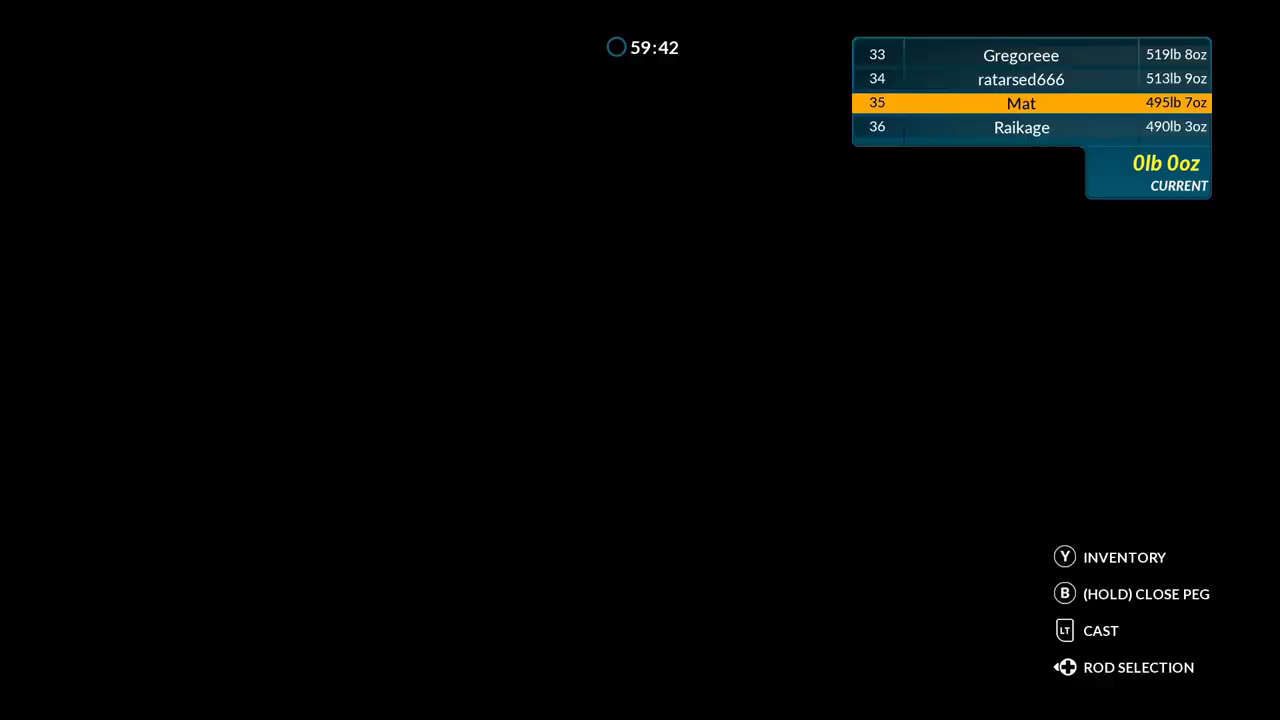 59:42
33 Gregoreee 519lb 8oz
34 ratarsed666 513lb 9oz
35 Mat 495lb 7oz
36 Raikage 490lb 3oz
0lb 0oz
CURRENT
Y INVENTORY
B (HOLD) CLOSE PEG
LT CAST
ROD SELECTION